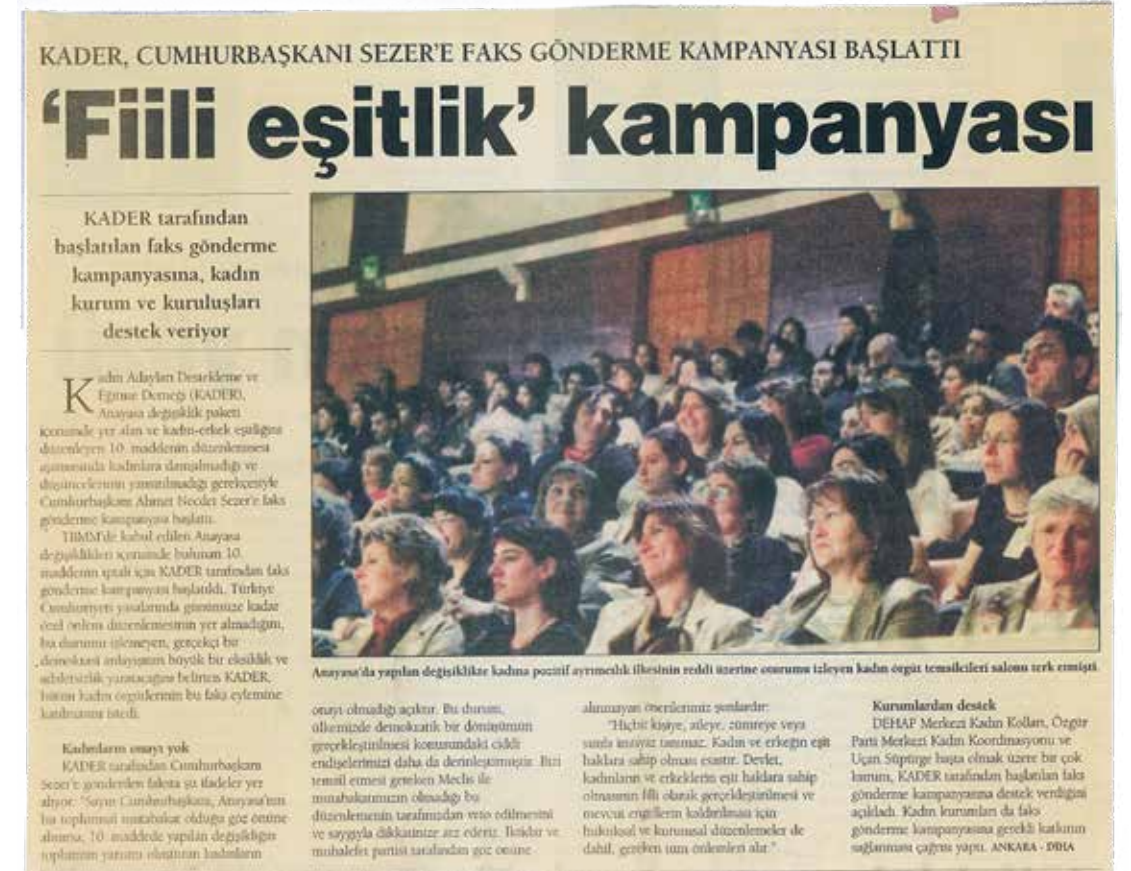 KADER, CUMHURBAŞKANI SEZER'E FAKS GÖNDERME KAMPANYASI BAŞLATTI
'Fiili eşitlik' kampanyası
KADER tarafından
başlatılan faks gönderme
kampanyasına, kadın
kurum ve kuruluşları
destek veriyor
Kadın Adayları Destekleme ve
Eğitme Derneği (KADER),
Anayasa değişiklik paketi
içerisinde yer alan ve kadın-erkek eşitliğini
düzenleyen 10. maddenin düzenlenmesi
aşamasında kadınlara danışılmadığı ve
düşüncelerinin yansıtılmadığı gerekçesiyle
Cumhurbaşkanı Ahmet Necdet Sezer'e faks
gönderme kampanyası başlattı.
TBMM'de kabul edilen Anayasa
değişiklikleri içerisinde bulunan 10.
maddenin iptali için KADER tarafından faks
gönderme kampanyası başlatıldı. Türkiye
Cumhuriyeti yasalarında günümüze kadar
özel önlem düzenlemesinin yer almadığını,
bu durumu gerçekçi bir
demokrasi anlayışının büyük bir eksiklik ve
adaletsizlik yaratacağını belirten KADER,
bütün kadın örgütlerinin bu faks eylemine
katılmasını istedi.
Kadınların onayı yok
KADER tarafından Cumhurbaşkanı
Sezer'e gönderilen faksta şu ifadeler yer
alıyor: "Sayın Cumhurbaşkanı, Anayasa'nın
bir toplumsal mutabakat olduğu göz önüne
alınırsa, 10. maddede yapılan değişikliğin
toplumun yarısını oluşturan kadınların
Anayasa'da yapılan değişiklikte kadına pozitif ayrımcılık ilkesinin reddi üzerine oturumu izleyen kadın örgüt temsilcileri salonu terk etmişti.
onayı olmadığı açıktır. Bu durum,
ülkemizde demokratik bir dönüşümün
gerçekleştirilmesi konusundaki ciddi
endişelerimizi daha da derinleştirmiştir. Bizi
temsil etmesi gereken Meclis ile
mutabakatımızın olmadığı bu
düzenlemenin tarafınızdan veto edilmesini
ve saygıyla dikkatinize arz ederiz. İktidar ve
muhalefet partisi tarafından göz önüne
alınmayan önerilerimiz şunlardır:
"Hiçbir kişiye, aileye, zümreye veya
sınıfa imtiyaz tanınmaz. Kadın ve erkeğin eşit
haklara sahip olması esastır. Devlet,
kadınların ve erkeklerin eşit haklara sahip
olmasının fiili olarak gerçekleştirilmesi ve
mevcut engellerin kaldırılması için
hukuksal ve kurumsal düzenlemeler de
dahil, gereken tüm önlemleri alır."
Kurumlardan destek
DEHAP Merkezi Kadın Kolları, Özgür
Parti Merkezi Kadın Koordinasyonu ve
Uçan Süpürge başta olmak üzere bir çok
kurum, KADER tarafından başlatılan faks
gönderme kampanyasına destek verdiğini
açıkladı. Kadın kurumları da faks
gönderme kampanyasına gerekli katkının
sağlanması çağrısı yaptı. ANKARA - DİHA